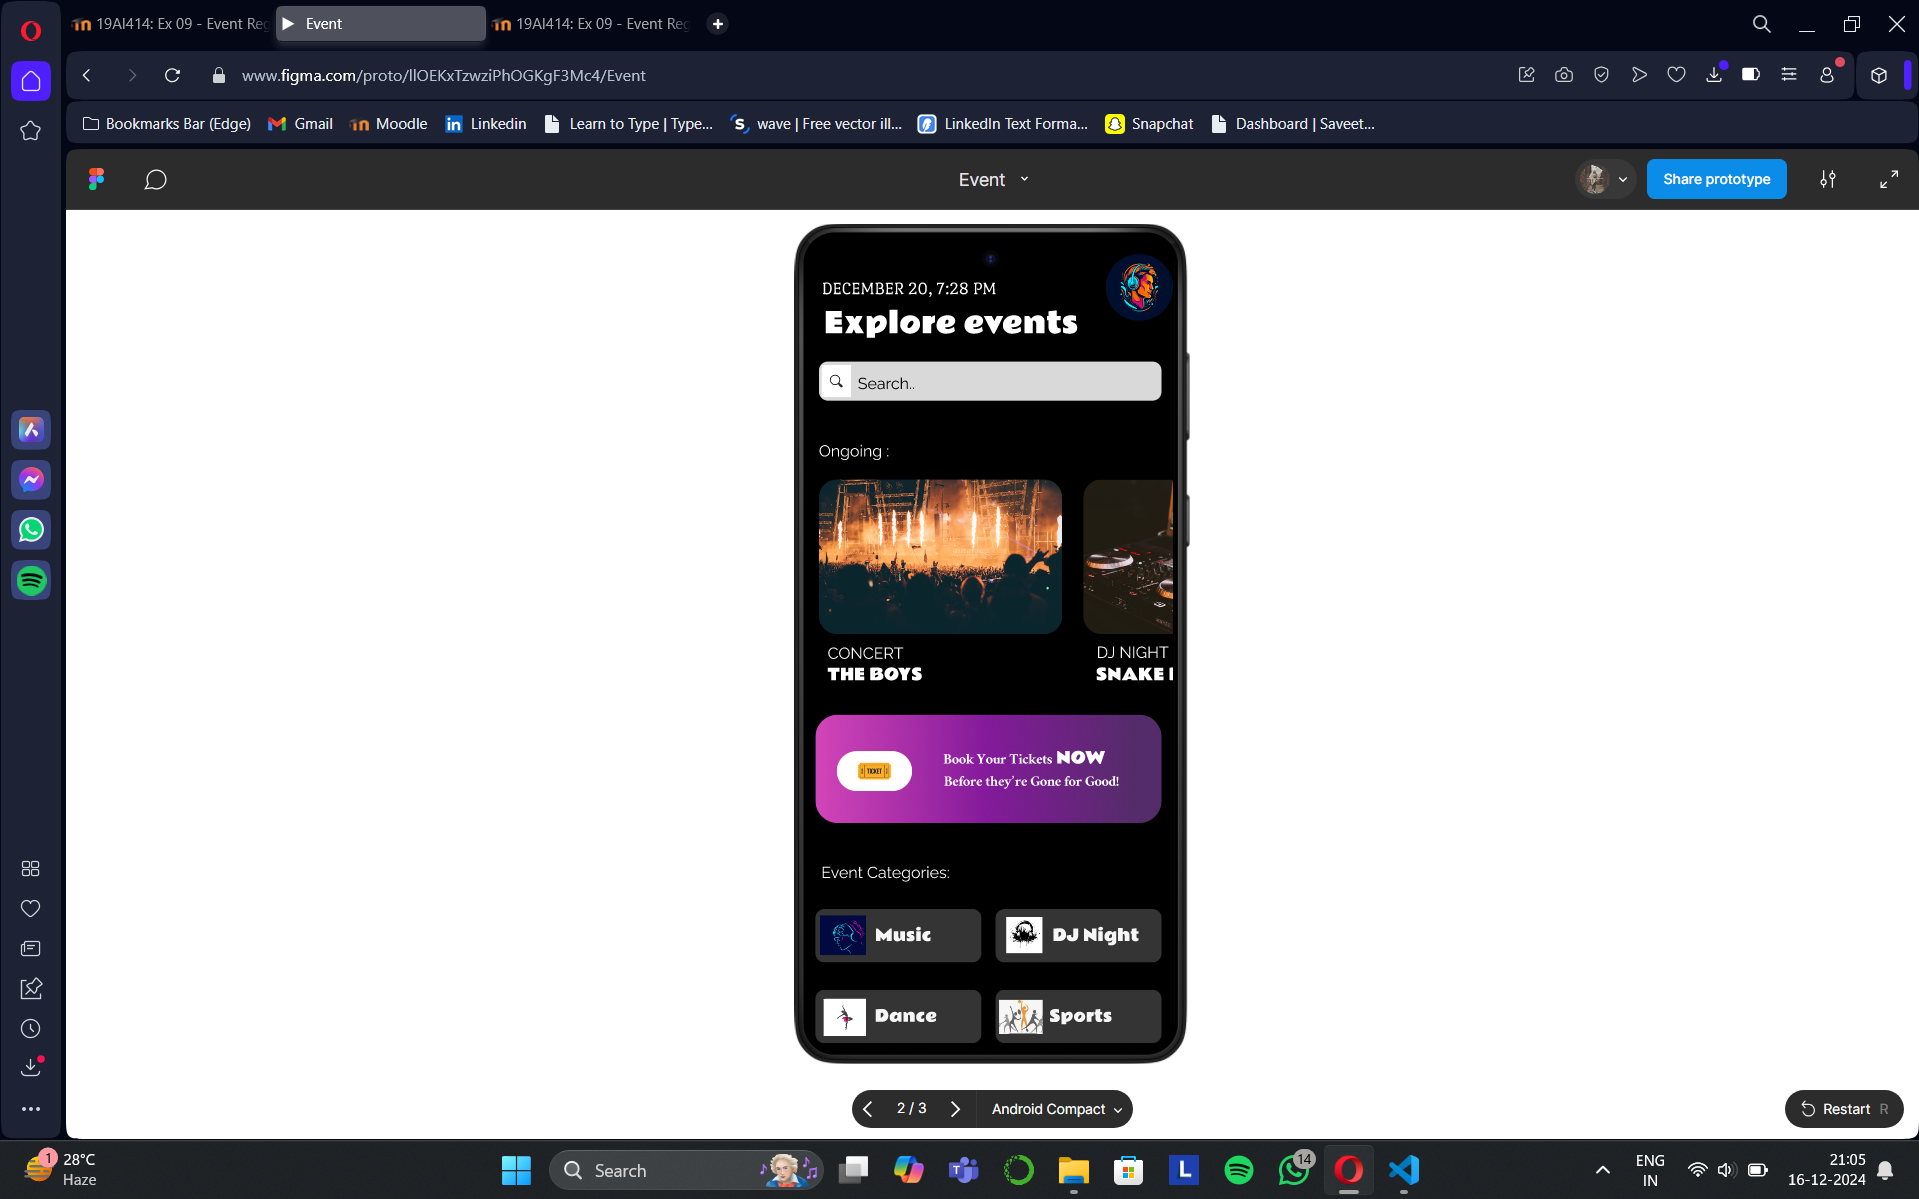 19AI414: Ex 09 - Event Reg
Event
19AI414: Ex 09 - Event Reg
www.figma.com/proto/llOEKxTzwziPhOGKgF3Mc4/Event
Bookmarks Bar (Edge)
Gmail
Moodle
Linkedin
Learn to Type | Type...
wave | Free vector ill...
LinkedIn Text Forma...
Snapchat
Dashboard | Saveet...
Event
Share prototype
DECEMBER 20, 7:28 PM
Explore events
Search..
Ongoing :
CONCERT
THE BOYS
DJ NIGHT
SNAKE
TICKET
Book Your Tickets NOW
Before they're Gone for Good!
Event Categories:
Music
DJ Night
Dance
Sports
2 / 3
Android Compact
Restart R
1
28°C
Haze
Search
14
ENG
IN
21:05
16-12-2024